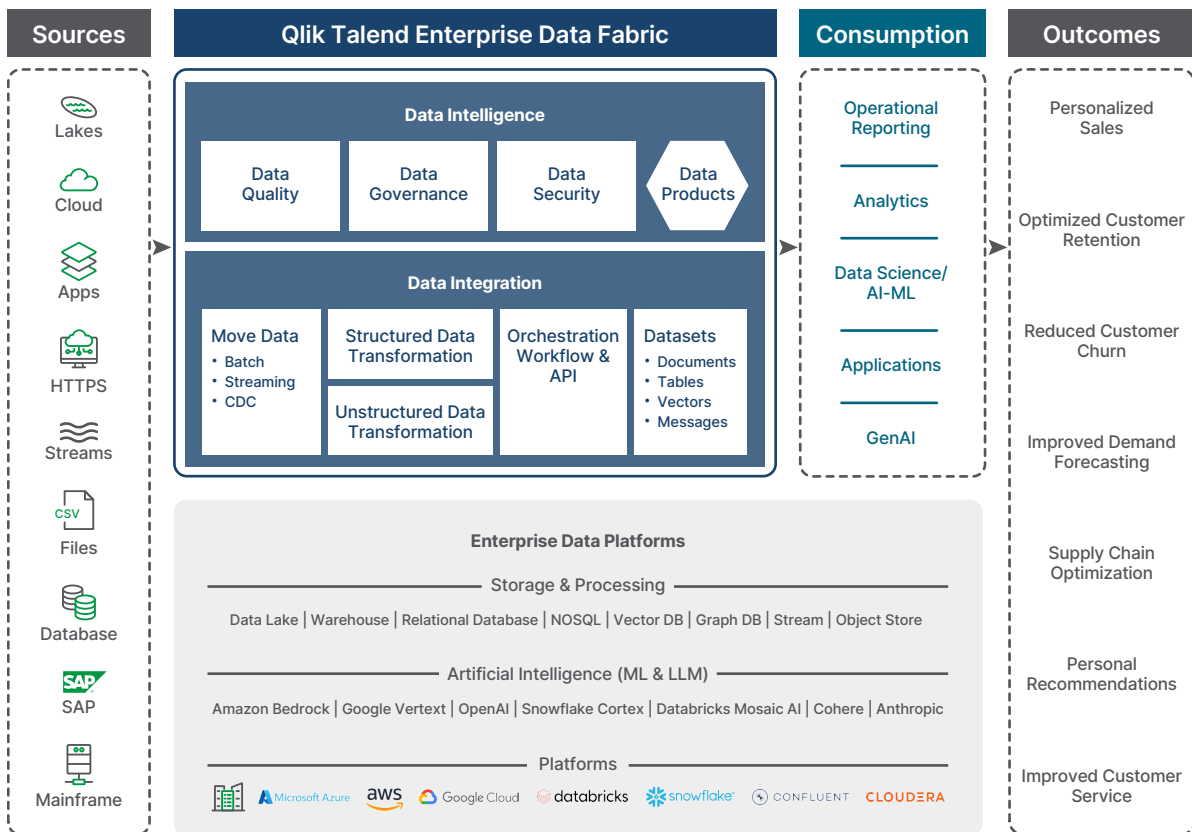 Sources
Lakes
Cloud
Apps
HTTPS
Streams
CSV
Files
Database
SAP
SAP
Mainframe
Qlik Talend Enterprise Data Fabric
Data Intelligence
Data
Quality
Data
Governance
Data
Security
Data
Products
Data Integration
Move Data
• Batch
• Streaming
• CDC
Structured Data
Transformation
Unstructured Data
Transformation
Orchestration
Workflow &
API
Datasets
• Documents
• Tables
• Vectors
• Messages
Enterprise Data Platforms
Storage & Processing
Data Lake | Warehouse | Relational Database | NOSQL | Vector DB | Graph DB | Stream | Object Store
Artificial Intelligence (ML & LLM)
Amazon Bedrock | Google Vertext | OpenAI | Snowflake Cortex | Databricks Mosaic AI | Cohere | Anthropic
Platforms
Microsoft Azure
aws
Google Cloud
databricks
snowflake
CONFLUENT
CLOUDERA
Consumption
Operational
Reporting
Analytics
Data Science/
AI-ML
Applications
GenAI
Outcomes
Personalized
Sales
Optimized Customer
Retention
Reduced Customer
Churn
Improved Demand
Forecasting
Supply Chain
Optimization
Personal
Recommendations
Improved Customer
Service